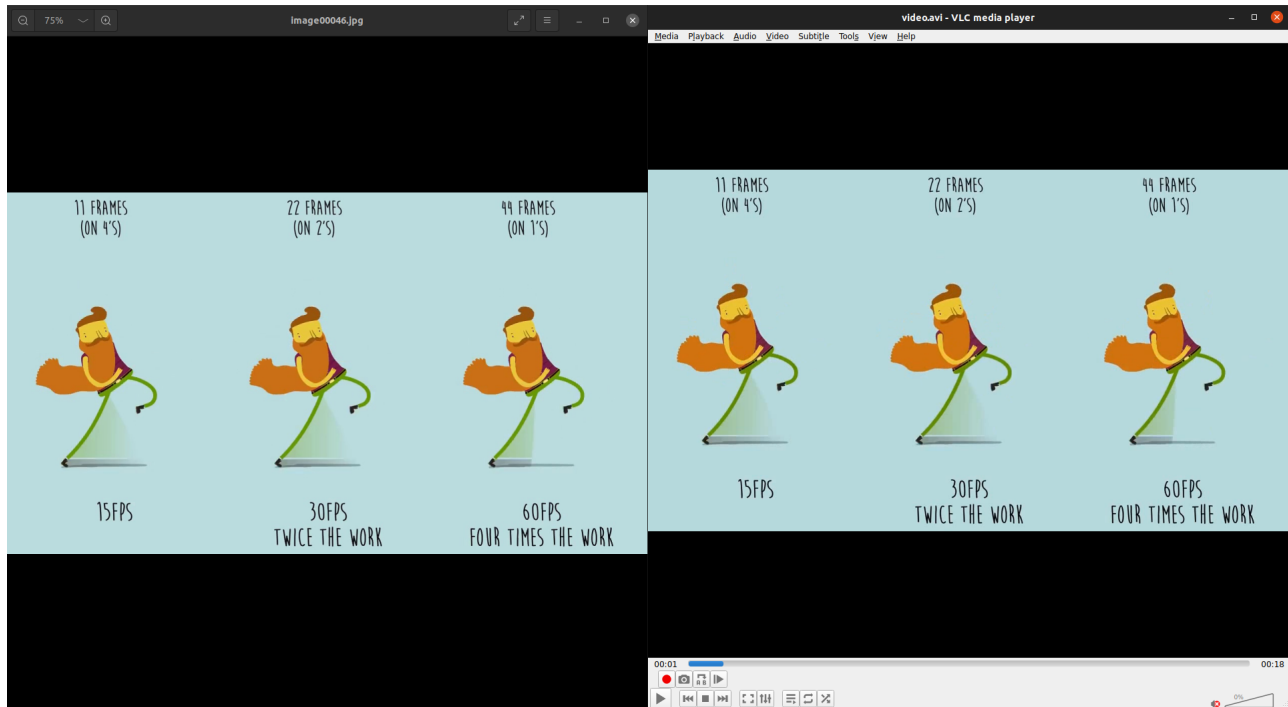 75%
image00046.jpg
11 FRAMES
(ON 4'S)
22 FRAMES
(ON 2'S)
44 FRAMES
(ON 1'S)
15FPS
30FPS
TWICE THE WORK
60FPS
FOUR TIMES THE WORK
video.avi - VLC media player
Media Playback Audio Video Subtitle Tools View Help
11 FRAMES
(ON 4'S)
22 FRAMES
(ON 2'S)
44 FRAMES
(ON 1'S)
15FPS
30FPS
TWICE THE WORK
60FPS
FOUR TIMES THE WORK
00:01
00:18
0%